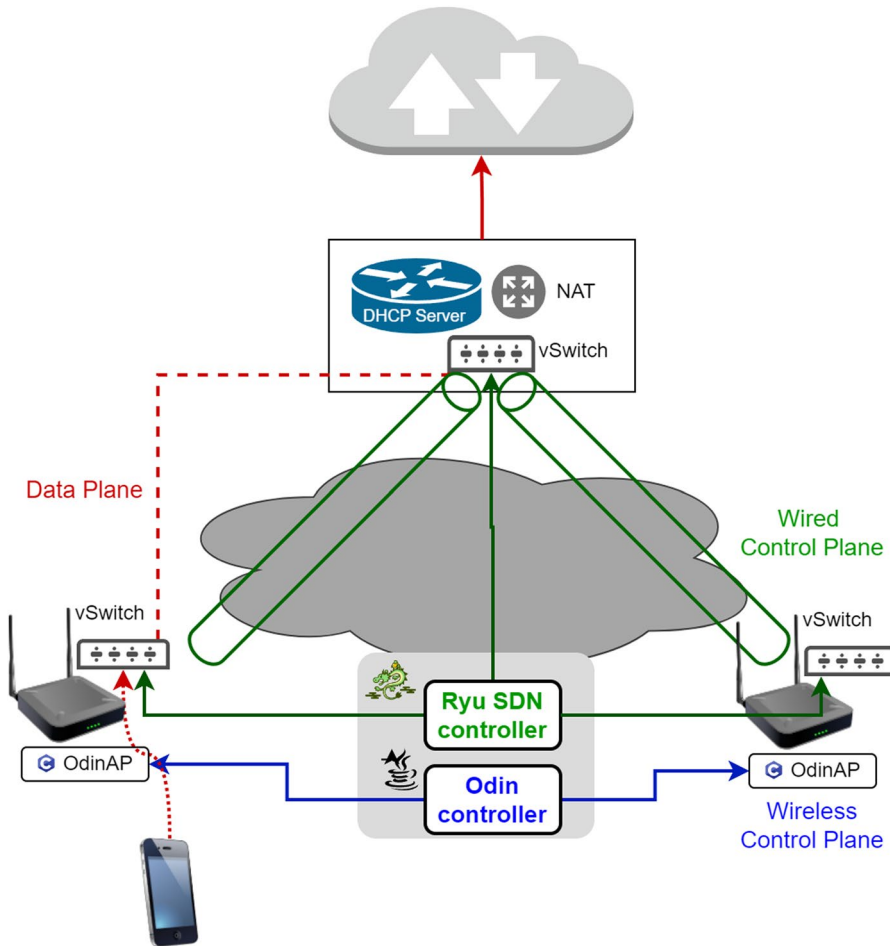 NAT
DHCP Server
vSwitch
Data Plane
Wired
Control Plane
vSwitch
vSwitch
Ryu SDN
controller
OdinAP
Odin
controller
OdinAP
Wireless
Control Plane